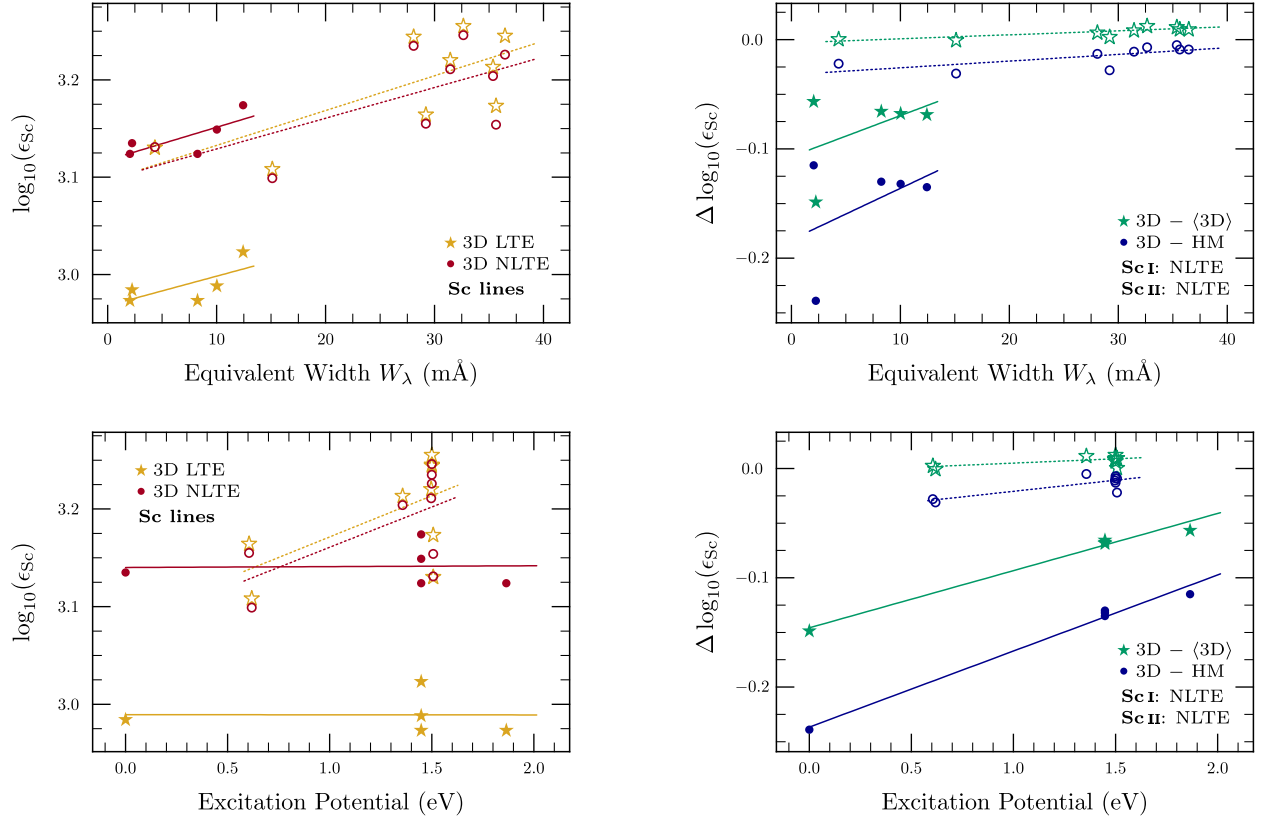 log₁₀(ϵSc)
3.2
3.1
3.0
3D LTE
3D NLTE
Sc lines
0 10 20 30 40
Equivalent Width Wλ (mÅ)
Δ log₁₀(ϵSc)
0.0
−0.1
−0.2
3D − ⟨3D⟩
3D − HM
Sc I: NLTE
Sc II: NLTE
0 10 20 30 40
Equivalent Width Wλ (mÅ)
log₁₀(ϵSc)
3.2
3.1
3.0
3D LTE
3D NLTE
Sc lines
0.0 0.5 1.0 1.5 2.0
Excitation Potential (eV)
Δ log₁₀(ϵSc)
0.0
−0.1
−0.2
3D − ⟨3D⟩
3D − HM
Sc I: NLTE
Sc II: NLTE
0.0 0.5 1.0 1.5 2.0
Excitation Potential (eV)